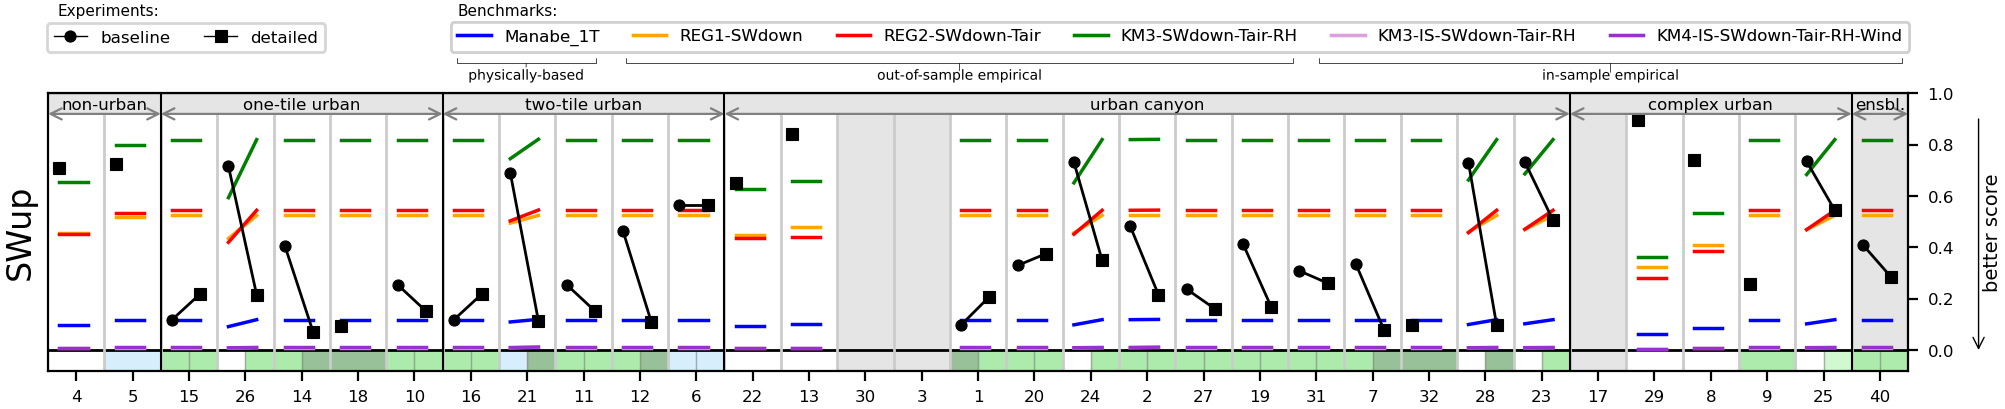 Experiments: Benchmarks:
baseline detailed Manabe_1T REG1-SWdown REG2-SWdown-Tair KM3-SWdown-Tair-RH KM3-IS-SWdown-Tair-RH KM4-IS-SWdown-Tair-RH-Wind
physically-based out-of-sample empirical in-sample empirical
non-urban one-tile urban two-tile urban urban canyon complex urban ensbl.
1.0
0.8
0.6
0.4
0.2
0.0
SWup
better score
4 5 15 26 14 18 10 16 21 11 12 6 22 13 30 3 1 20 24 2 27 19 31 7 32 28 23 17 29 8 9 25 40